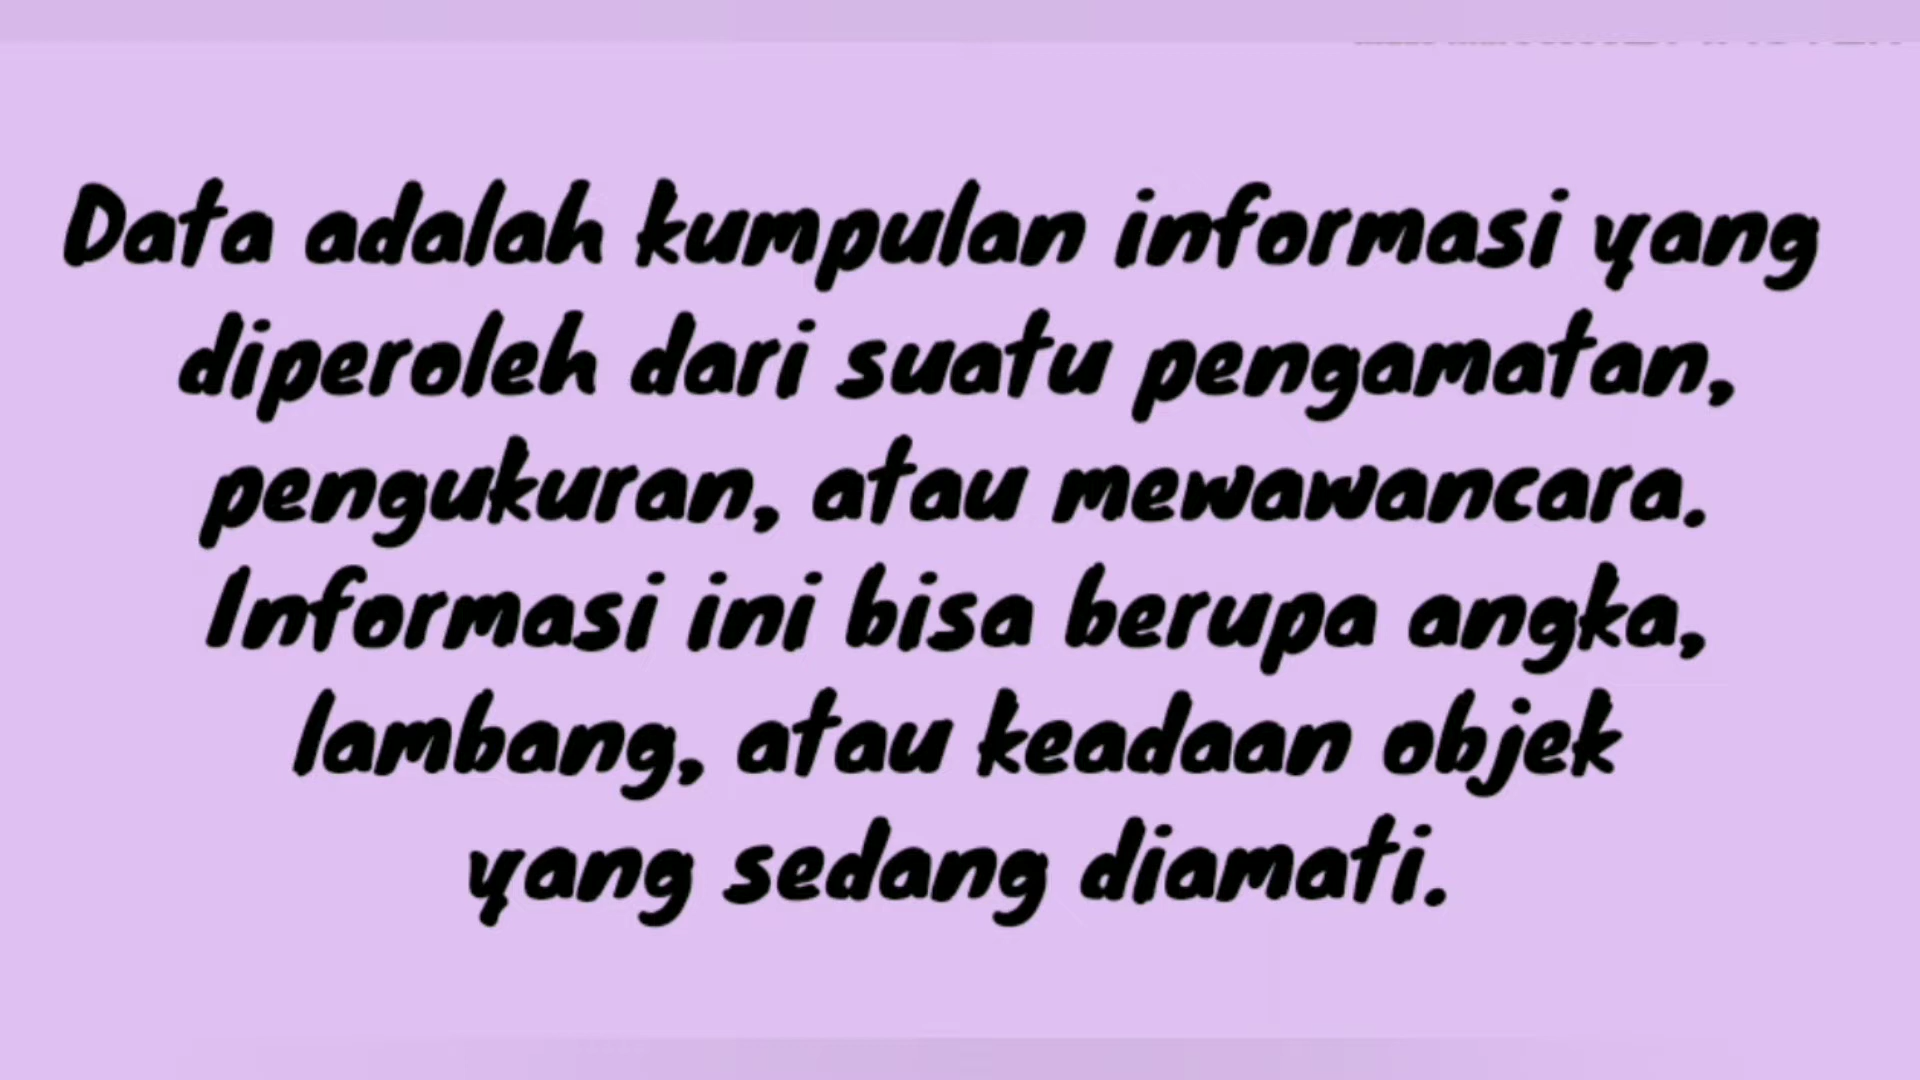 Data adalah kumpulan informasi yang
diperoleh dari suatu pengamatan,
pengukuran, atau mewawancara.
Informasi ini bisa berupa angka,
lambang, atau keadaan objek
yang sedang diamati.